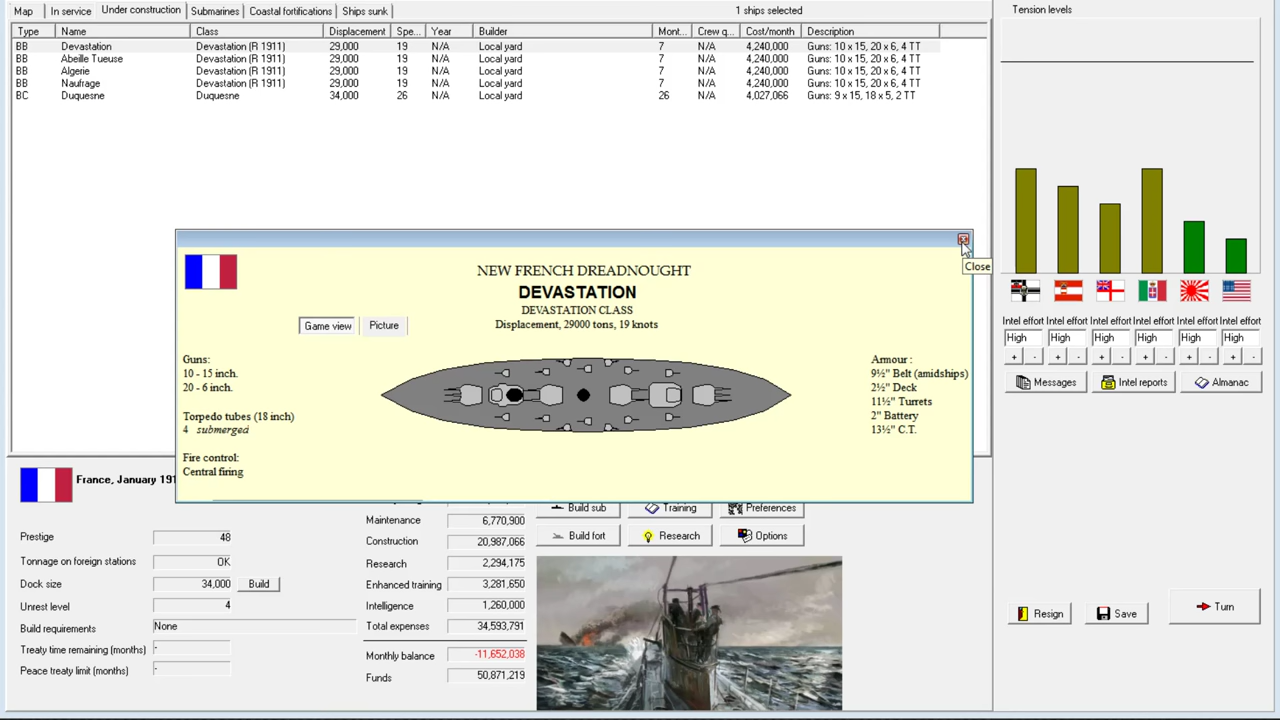 Map In service Under construction Submarines Coastal fortifications Ships sunk 1 ships selected Tension levels
Type Name Class Displacement Spe... Year Builder Mont... Crew q... Cost/month Description
BB Devastation Devastation (R 1911) 29,000 19 N/A Local yard 7 N/A 4,240,000 Guns: 10 x 15, 20 x 6, 4 TT
BB Abeille Tueuse Devastation (R 1911) 29,000 19 N/A Local yard 7 N/A 4,240,000 Guns: 10 x 15, 20 x 6, 4 TT
BB Algerie Devastation (R 1911) 29,000 19 N/A Local yard 7 N/A 4,240,000 Guns: 10 x 15, 20 x 6, 4 TT
BB Naufrage Devastation (R 1911) 29,000 19 N/A Local yard 7 N/A 4,240,000 Guns: 10 x 15, 20 x 6, 4 TT
BC Duquesne Duquesne 34,000 26 N/A Local yard 26 N/A 4,027,066 Guns: 9 x 15, 18 x 5, 2 TT
Close
NEW FRENCH DREADNOUGHT
DEVASTATION
DEVASTATION CLASS
Displacement, 29000 tons, 19 knots
Game view Picture
Guns:
10 - 15 inch.
20 - 6 inch.
Torpedo tubes (18 inch)
4 submerged
Fire control:
Central firing
Armour :
9½" Belt (amidships)
2½" Deck
11½" Turrets
2" Battery
13½" C.T.
Intel effort Intel effort Intel effort Intel effort Intel effort Intel effort
High High High High High High
+ - + - + - + - + - + -
Messages Intel reports Almanac
France, January 191
Prestige 48
Tonnage on foreign stations OK
Dock size 34,000 Build
Unrest level 4
Build requirements None
Treaty time remaining (months) -
Peace treaty limit (months) -
Maintenance 6,770,900
Construction 20,987,066
Research 2,294,175
Enhanced training 3,281,650
Intelligence 1,260,000
Total expenses 34,593,791
Monthly balance -11,652,038
Funds 50,871,219
Build sub Training Preferences
Build fort Research Options
Resign Save Turn